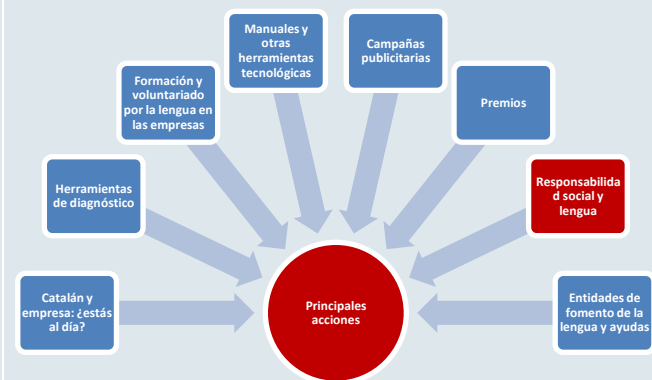 Manuales y
otras
herramientas
tecnológicas
Campañas
publicitarias
Formación y
voluntariado
por la lengua en
las empresas
Premios
Herramientas
de diagnóstico
Responsabilida
d social y
lengua
Catalán y
empresa: ¿estás
al día?
Principales
acciones
Entidades de
fomento de la
lengua y ayudas